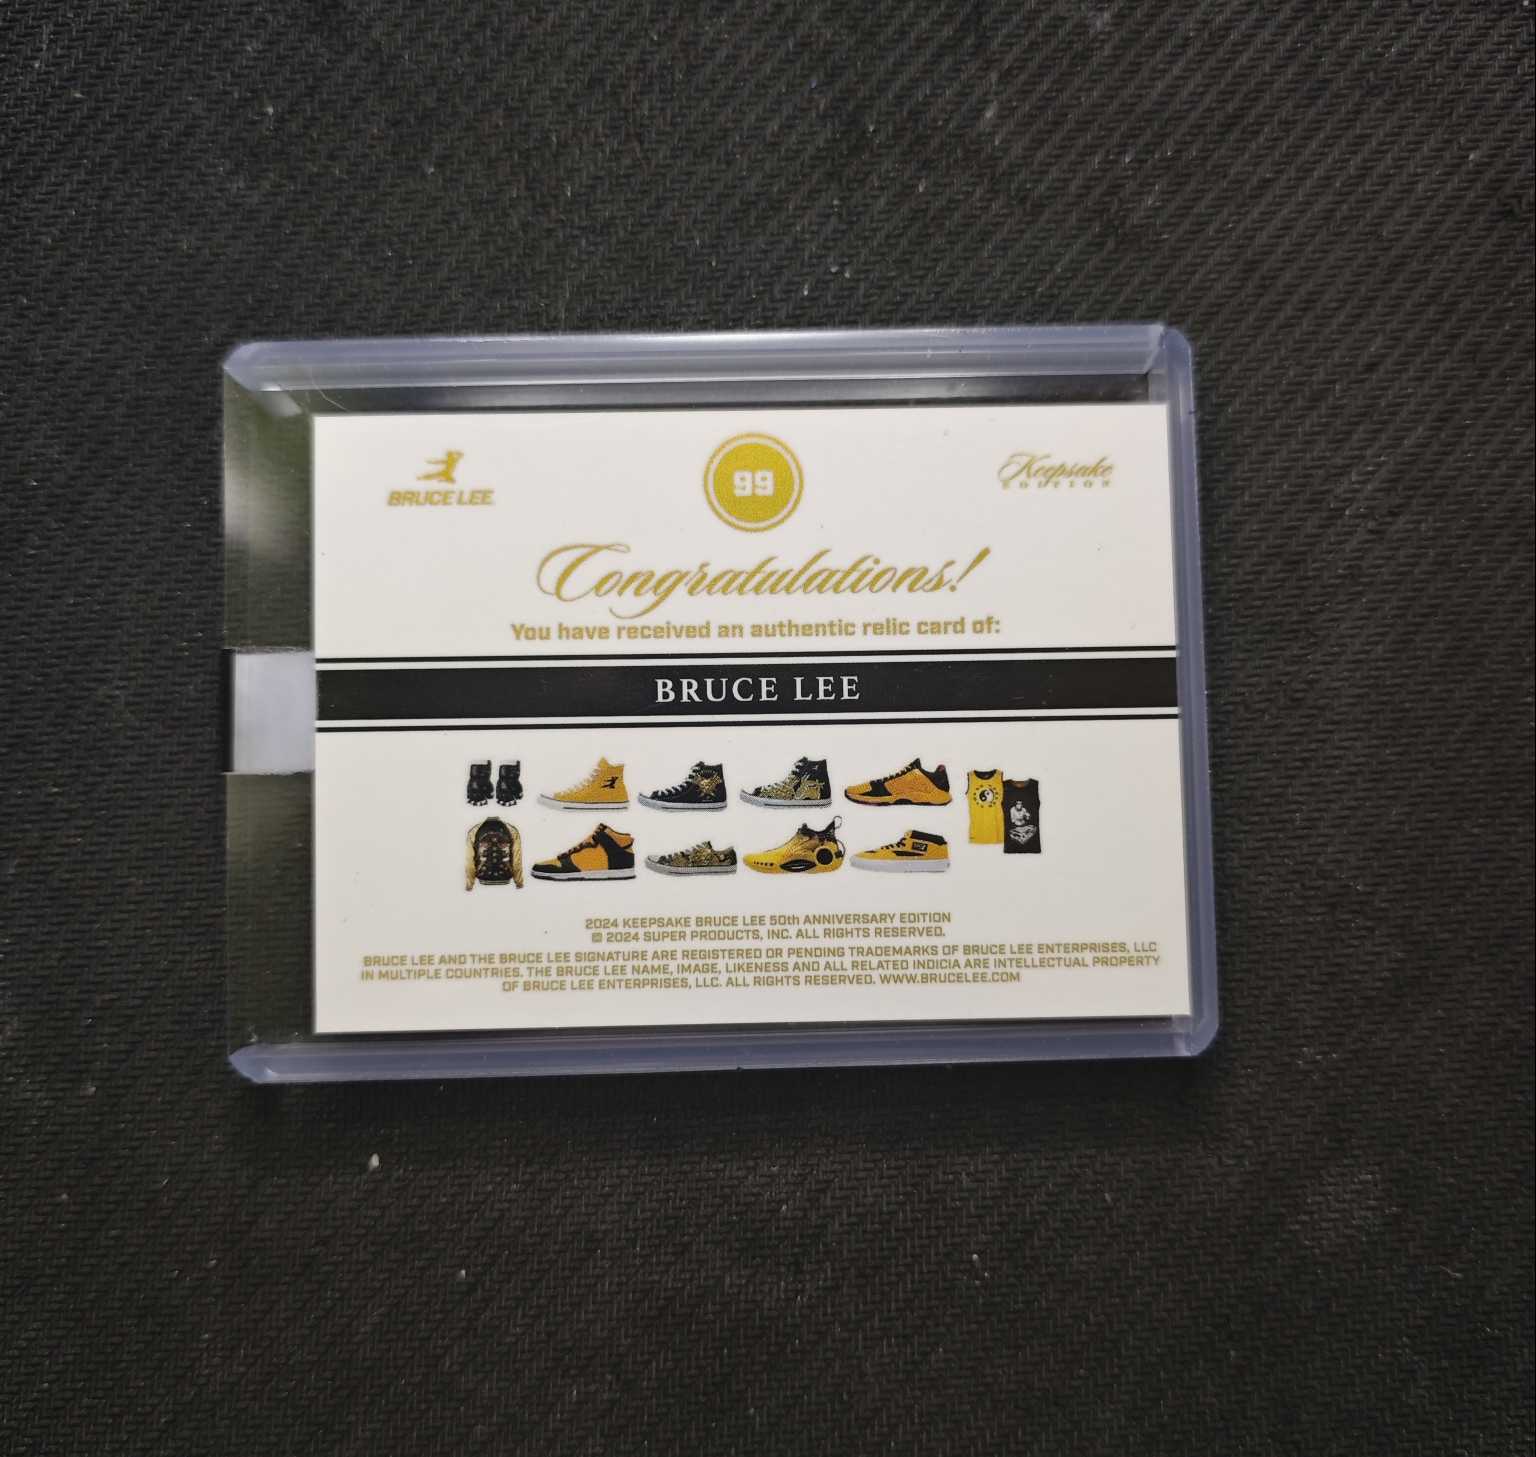 BRUCE LEE
99
Keepsake
EDITION
Congratulations!
You have received an authentic relic card of:
BRUCE LEE
2024 KEEPSAKE BRUCE LEE 50th ANNIVERSARY EDITION
© 2024 SUPER PRODUCTS, INC. ALL RIGHTS RESERVED.
BRUCE LEE AND THE BRUCE LEE SIGNATURE ARE REGISTERED OR PENDING TRADEMARKS OF BRUCE LEE ENTERPRISES, LLC
IN MULTIPLE COUNTRIES. THE BRUCE LEE NAME, IMAGE, LIKENESS AND ALL RELATED INDICIA ARE INTELLECTUAL PROPERTY
OF BRUCE LEE ENTERPRISES, LLC. ALL RIGHTS RESERVED. WWW.BRUCELEE.COM